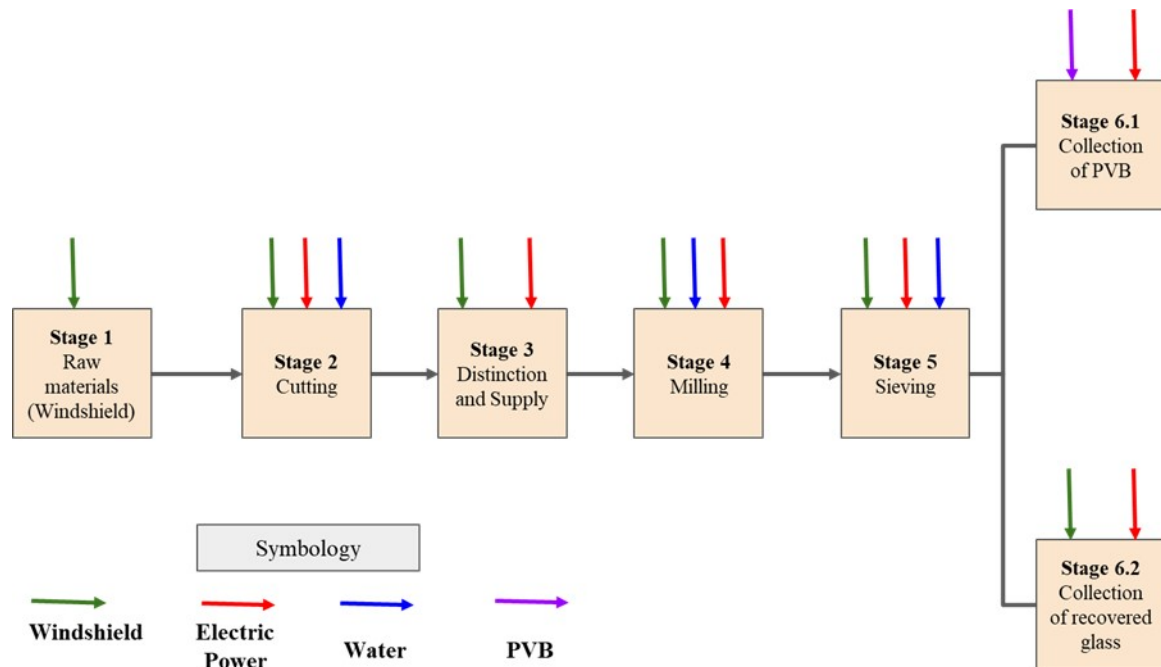 Stage 6.1
Collection
of PVB
Stage 1
Raw
materials
(Windshield)
Stage 2
Cutting
Stage 3
Distinction
and Supply
Stage 4
Milling
Stage 5
Sieving
Stage 6.2
Collection
of recovered
glass
Symbology
Windshield
Electric
Power
Water
PVB